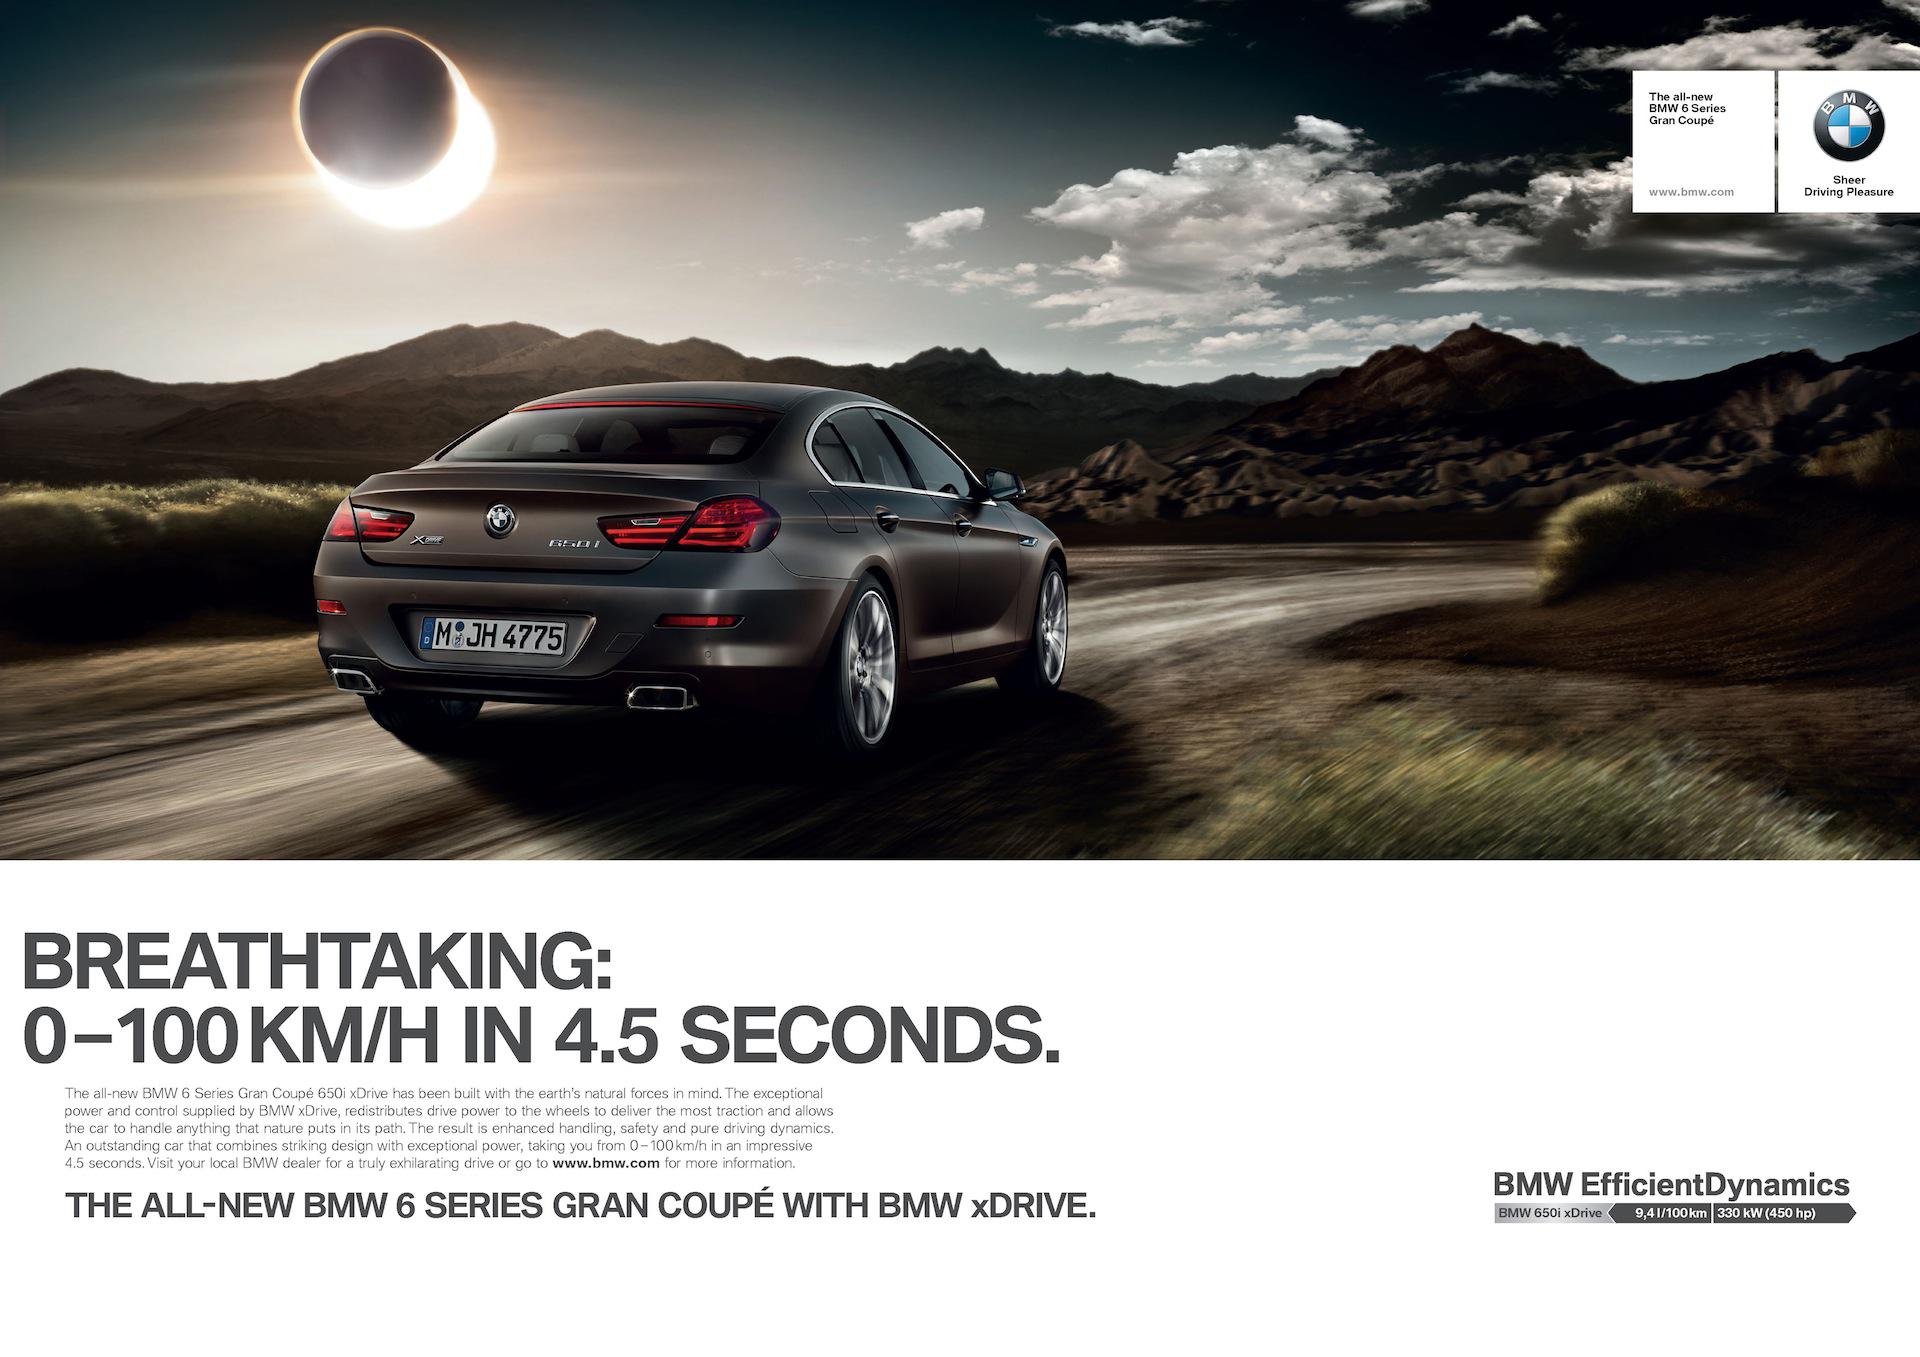 The all-new
BMW 6 Series
Gran Coupé
www.bmw.com
BMW
Sheer
Driving Pleasure
XDRIVE
650i
D
M JH 4775
BREATHTAKING:
0–100 KM/H IN 4.5 SECONDS.
The all-new BMW 6 Series Gran Coupé 650i xDrive has been built with the earth's natural forces in mind. The exceptional
power and control supplied by BMW xDrive, redistributes drive power to the wheels to deliver the most traction and allows
the car to handle anything that nature puts in its path. The result is enhanced handling, safety and pure driving dynamics.
An outstanding car that combines striking design with exceptional power, taking you from 0–100 km/h in an impressive
4.5 seconds. Visit your local BMW dealer for a truly exhilarating drive or go to www.bmw.com for more information.
THE ALL-NEW BMW 6 SERIES GRAN COUPÉ WITH BMW xDRIVE.
BMW EfficientDynamics
BMW 650i xDrive 9,4 l/100 km 330 kW (450 hp)